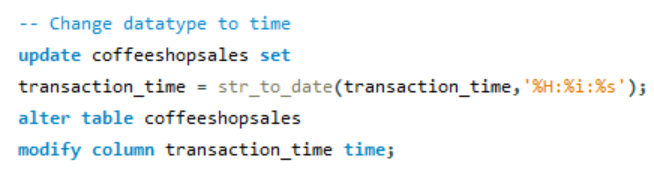 -- Change datatype to time
update coffeeshopsales set
transaction_time = str_to_date(transaction_time,'%H:%i:%s');
alter table coffeeshopsales
modify column transaction_time time;